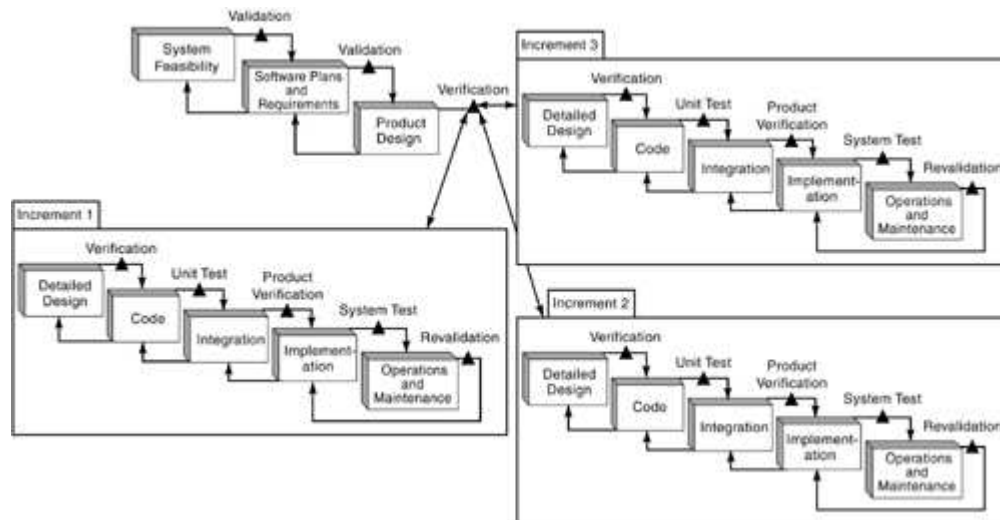 Validation
System
Feasibility
Validation
Software Plans
and
Requirements
Verification
Product
Design
Increment 3
Verification
Detailed
Design
Unit Test
Code
Product
Verification
Integration
System Test
Implement-
ation
Revalidation
Operations
and
Maintenance
Increment 1
Verification
Detailed
Design
Unit Test
Code
Product
Verification
Integration
System Test
Implement-
ation
Revalidation
Operations
and
Maintenance
Increment 2
Verification
Detailed
Design
Unit Test
Code
Product
Verification
Integration
System Test
Implement-
ation
Revalidation
Operations
and
Maintenance